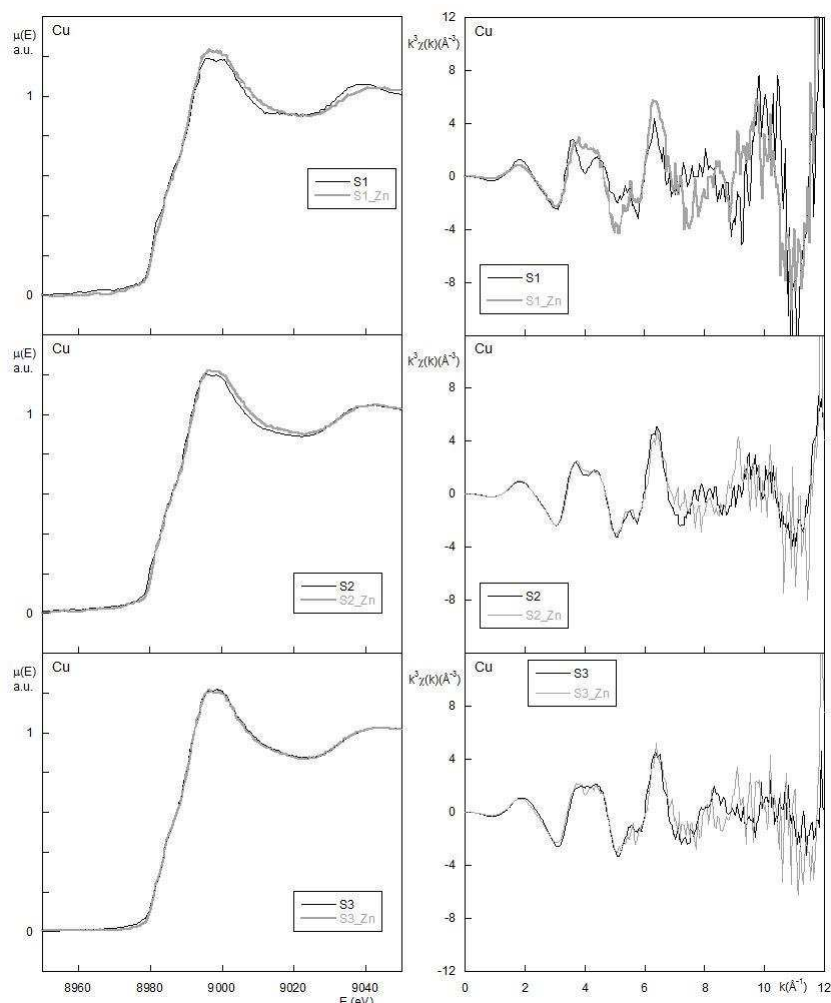 μ(E)
a.u.
Cu
1
0
S1
S1_Zn
12
k³χ(k)(Å⁻³)
Cu
8
4
0
-4
-8
S1
S1_Zn
μ(E)
a.u.
Cu
1
0
S2
S2_Zn
k³χ(k)(Å⁻³)
Cu
8
4
0
-4
-8
S2
S2_Zn
μ(E)
a.u.
Cu
1
0
S3
S3_Zn
8960 8980 9000 9020 9040
E (eV)
k³χ(k)(Å⁻³)
Cu
S3
S3_Zn
8
4
0
-4
-8
-12
0 2 4 6 8 10 k(Å⁻¹) 12